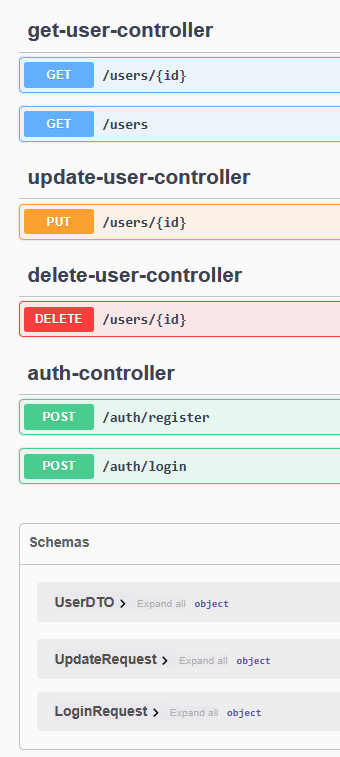 get-user-controller
GET /users/{id}
GET /users
update-user-controller
PUT /users/{id}
delete-user-controller
DELETE /users/{id}
auth-controller
POST /auth/register
POST /auth/login
Schemas
UserDTO > Expand all object
UpdateRequest > Expand all object
LoginRequest > Expand all object